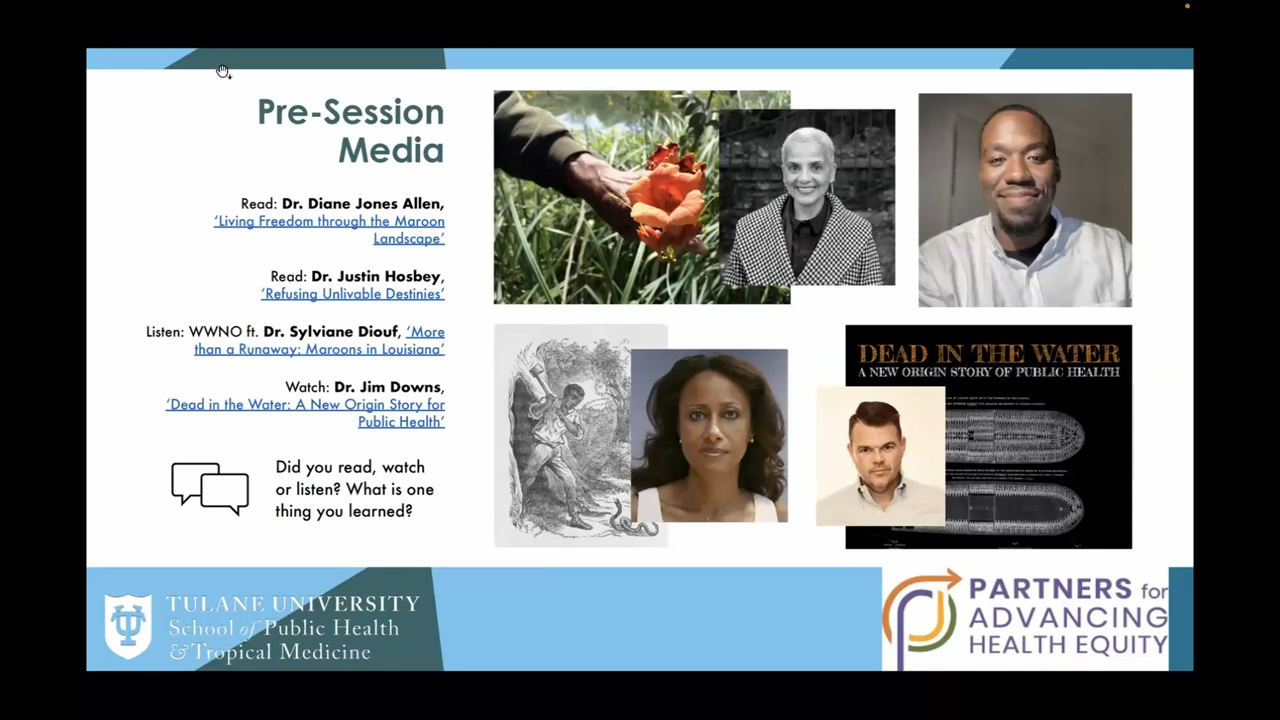 Pre-Session
Media
Read: Dr. Diane Jones Allen,
‘Living Freedom through the Maroon
Landscape’
Read: Dr. Justin Hosbey,
‘Refusing Unlivable Destinies’
Listen: WWNO ft. Dr. Sylviane Diouf, ‘More
than a Runaway: Maroons in Louisiana’
Watch: Dr. Jim Downs,
‘Dead in the Water: A New Origin Story for
Public Health’
Did you read, watch
or listen? What is one
thing you learned?
DEAD IN THE WATER
A NEW ORIGIN STORY OF PUBLIC HEALTH
TULANE UNIVERSITY
School of Public Health
& Tropical Medicine
PARTNERS for
ADVANCING
HEALTH EQUITY